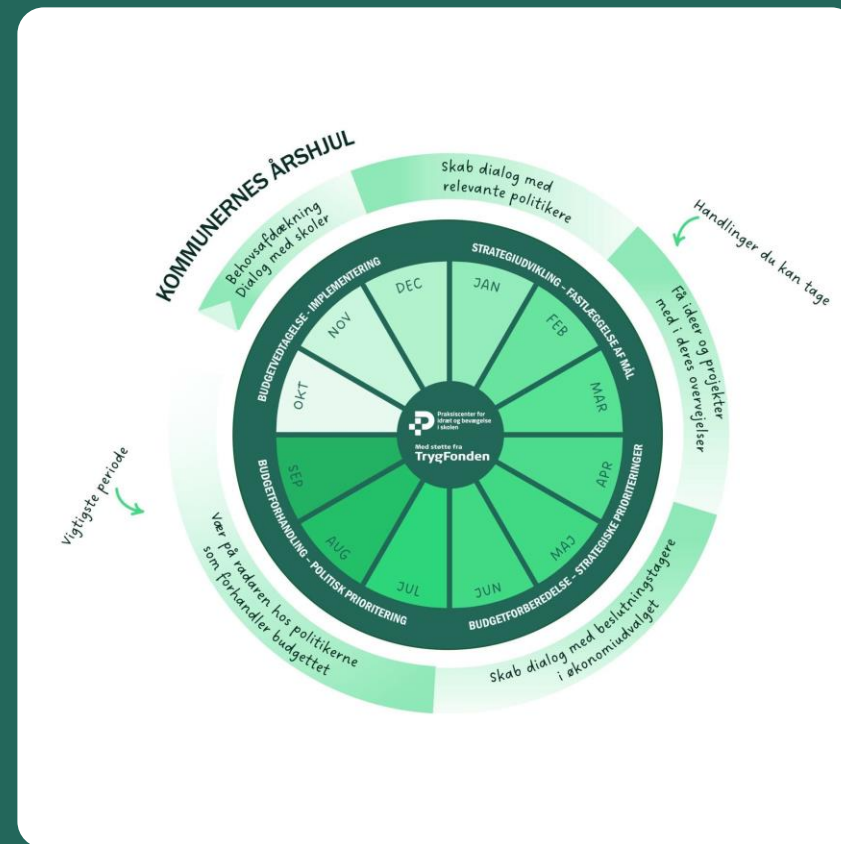 KOMMUNERNES ÅRSHJUL
Behovsafdækning
Dialog med skoler
Skab dialog med
relevante politikere
Handlinger du kan tage
Få ideer og projekter
med i deres overvejelser
Skab dialog med beslutningstagere
i økonomiudvalget
Vær på radaren hos politikerne
som forhandler budgettet
Vigtigste periode
BUDGETVEDTAGELSE - IMPLEMENTERING
STRATEGIUDVIKLING – FASTLÆGGELSE AF MÅL
BUDGETFORBEREDELSE – STRATEGISKE PRIORITERINGER
BUDGETFORHANDLING – POLITISK PRIORITERING
JAN
FEB
MAR
APR
MAJ
JUN
JUL
AUG
SEP
OKT
NOV
DEC
Praksiscenter for
idræt og bevægelse
i skolen
Med støtte fra
TrygFonden